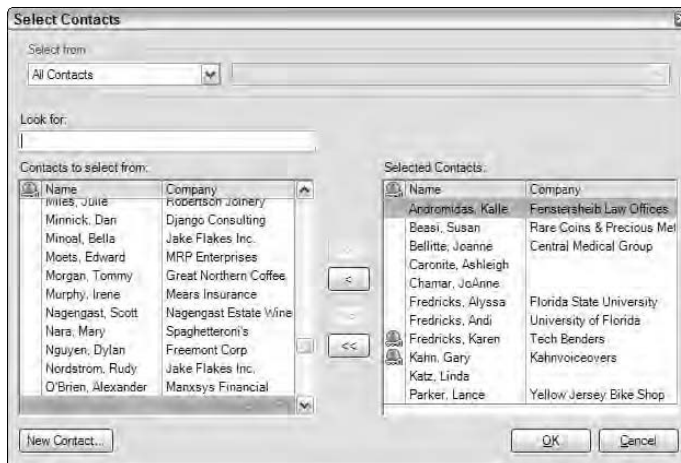 Select Contacts
Select from
All Contacts
Look for:
Contacts to select from:
Name Company
Miles, Julie Robertson Joinery
Minnick, Dan Django Consulting
Minoal, Bella Jake Flakes Inc.
Moets, Edward MRP Enterprises
Morgan, Tommy Great Northern Coffee
Murphy, Irene Mears Insurance
Nagengast, Scott Nagengast Estate Wine
Nara, Mary Spaghetteroni's
Nguyen, Dylan Freemont Corp
Nordstrom, Rudy Jake Flakes Inc.
O'Brien, Alexander Manxsys Financial
<
<<
Selected Contacts:
Name Company
Andromidas, Kalle Fenstersheib Law Offices
Beasi, Susan Rare Coins & Precious Met
Bellitte, Joanne Central Medical Group
Caronite, Ashleigh
Chamar, JoAnne
Fredricks, Alyssa Florida State University
Fredricks, Andi University of Florida
Fredricks, Karen Tech Benders
Kahn, Gary Kahnvoiceovers
Katz, Linda
Parker, Lance Yellow Jersey Bike Shop
New Contact... OK Cancel